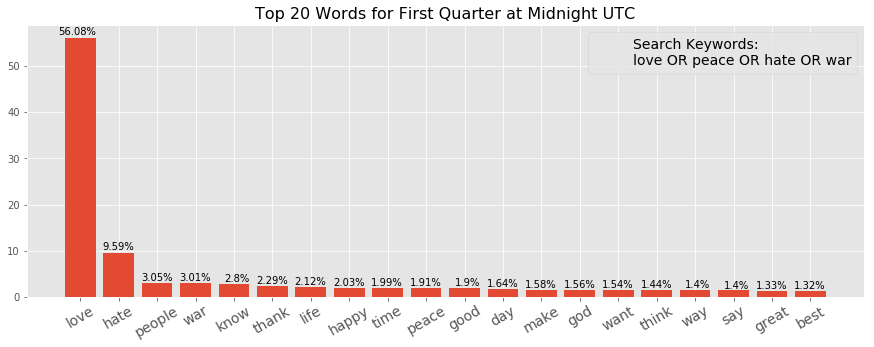 Top 20 Words for First Quarter at Midnight UTC
56.08%
Search Keywords:
love OR peace OR hate OR war
50
40
30
20
10
0
9.59%
3.05%
3.01%
2.8%
2.29%
2.12%
2.03%
1.99%
1.91%
1.9%
1.64%
1.58%
1.56%
1.54%
1.44%
1.4%
1.4%
1.33%
1.32%
love
hate
people
war
know
thank
life
happy
time
peace
good
day
make
god
want
think
way
say
great
best